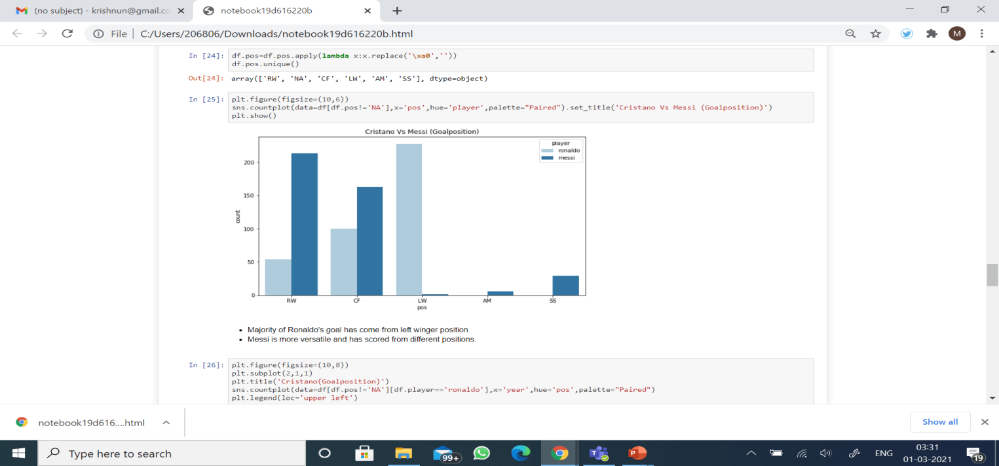 (no subject) - krishnun@gmail.co
notebook19d616220b
File | C:/Users/206806/Downloads/notebook19d616220b.html
M
In [24]: df.pos=df.pos.apply(lambda x:x.replace('\xa0',''))
df.pos.unique()
Out[24]: array(['RW', 'NA', 'CF', 'LW', 'AM', 'SS'], dtype=object)
In [25]: plt.figure(figsize=(10,6))
sns.countplot(data=df[df.pos!='NA'],x='pos',hue='player',palette="Paired").set_title('Cristano Vs Messi (Goalposition)')
plt.show()
Cristano Vs Messi (Goalposition)
player
ronaldo
messi
200
150
100
50
0
count
RW CF LW AM SS
pos
• Majority of Ronaldo's goal has come from left winger position.
• Messi is more versatile and has scored from different positions.
In [26]: plt.figure(figsize=(10,8))
plt.subplot(2,1,1)
plt.title('Cristano(Goalposition)')
sns.countplot(data=df[df.pos!='NA'][df.player=='ronaldo'],x='year',hue='pos',palette="Paired")
plt.legend(loc='upper left')
notebook19d616....html
Show all
Type here to search
99+
ENG
03:31
01-03-2021
19